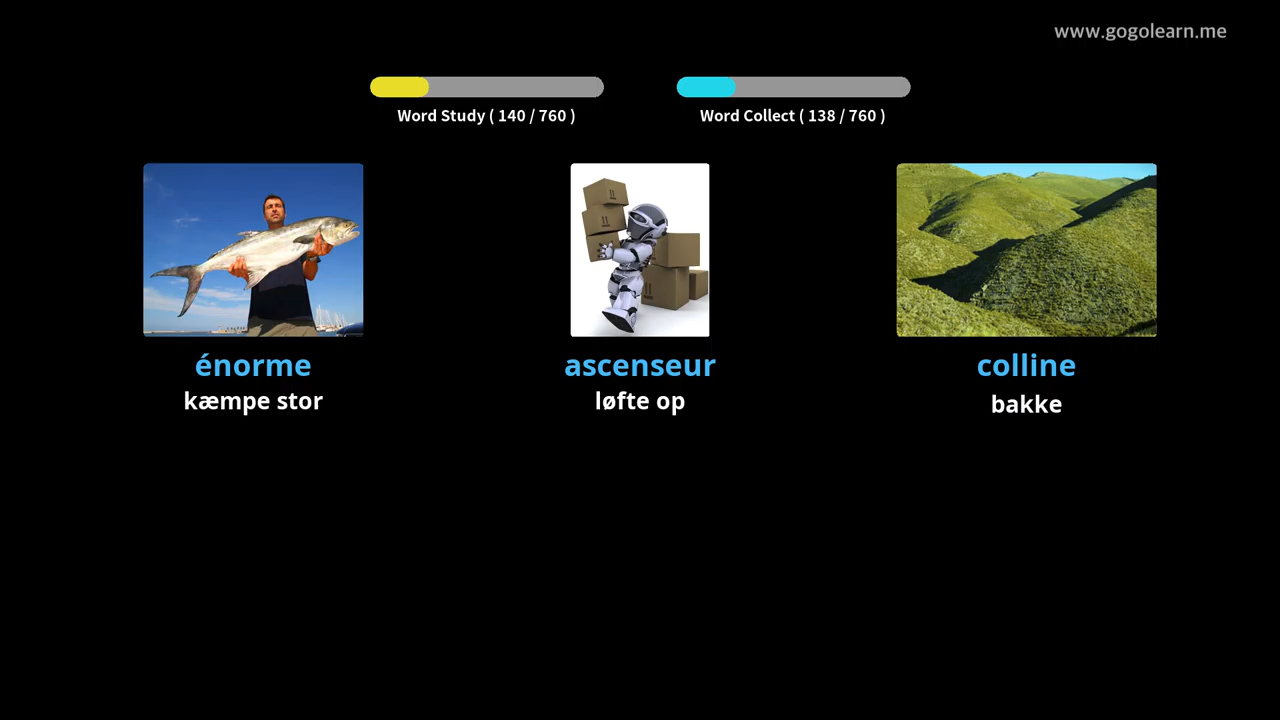 www.gogolearn.me
Word Study ( 140 / 760 )
Word Collect ( 138 / 760 )
énorme
kæmpe stor
ascenseur
løfte op
colline
bakke